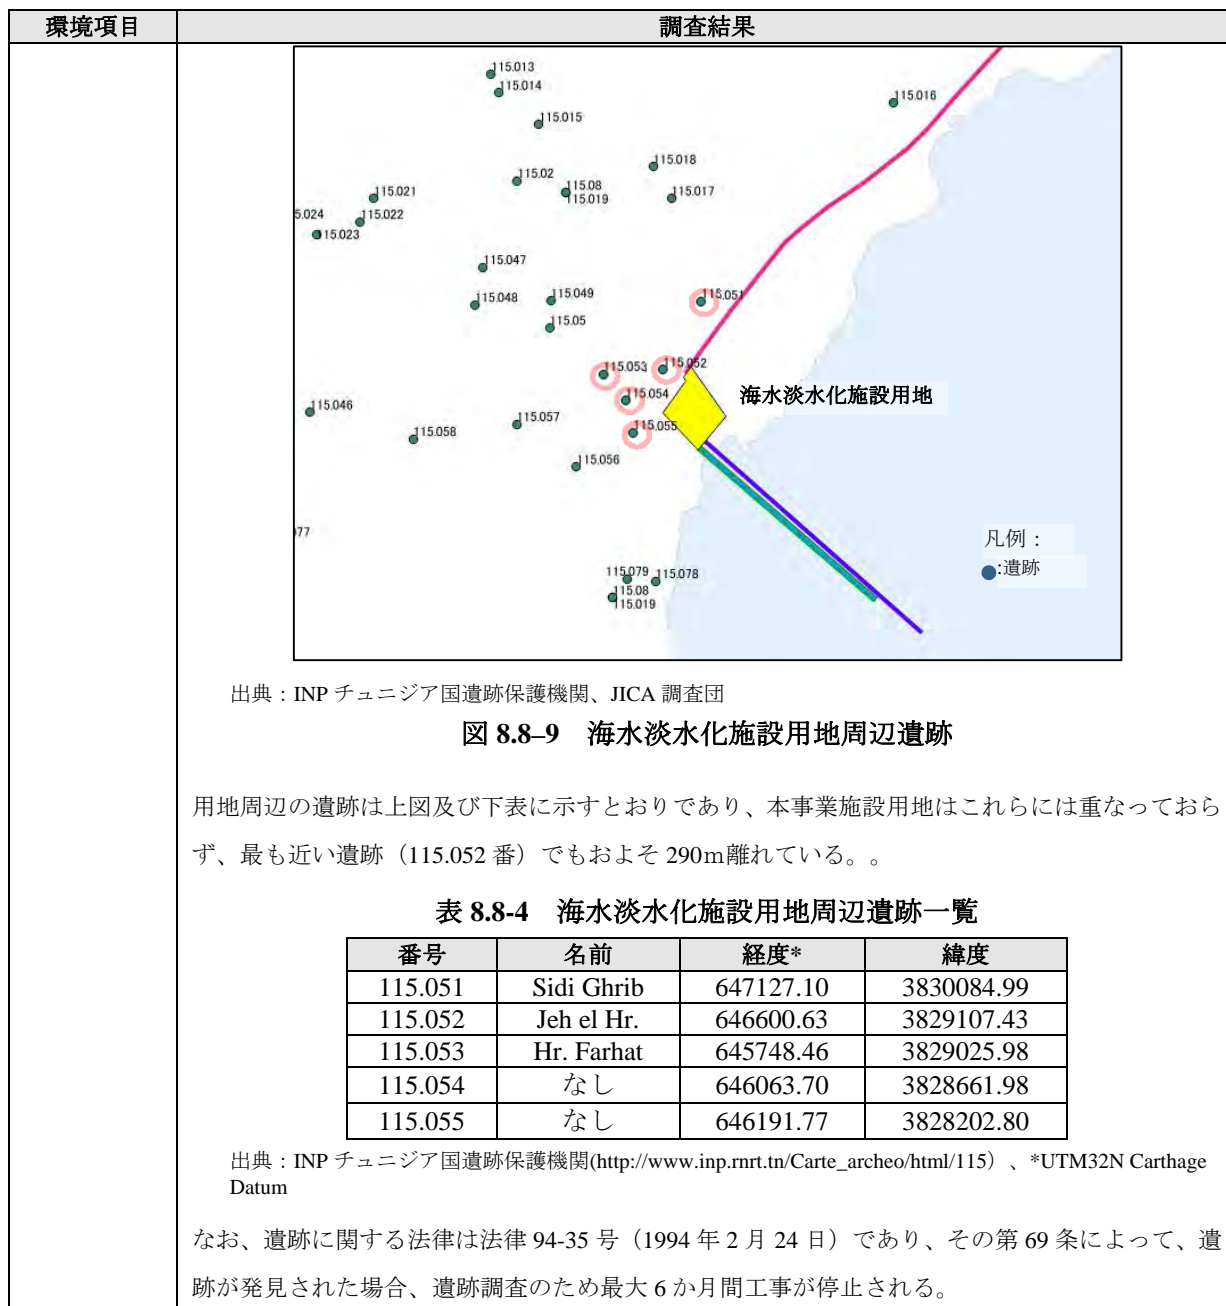 環境項目 調査結果
115.013
115.014
115.015
115.016
115.018
115.02
115.08
115.019
115.017
115.021
115.022
5.024
115.023
115.047
115.048
115.049
115.05
115.051
115.053
115.052
115.054
海水淡水化施設用地
115.046
115.058
115.057
115.055
115.056
77
凡例：
:遺跡
115.079 115.078
115.08
115.019
出典：INP チュニジア国遺跡保護機関、JICA 調査団
図 8.8–9 海水淡水化施設用地周辺遺跡
用地周辺の遺跡は上図及び下表に示すとおりであり、本事業施設用地はこれらには重なっておら
ず、最も近い遺跡（115.052 番）でもおよそ 290ｍ離れている。。
表 8.8-4 海水淡水化施設用地周辺遺跡一覧
番号 名前 経度* 緯度
115.051 Sidi Ghrib 647127.10 3830084.99
115.052 Jeh el Hr. 646600.63 3829107.43
115.053 Hr. Farhat 645748.46 3829025.98
115.054 なし 646063.70 3828661.98
115.055 なし 646191.77 3828202.80
出典：INP チュニジア国遺跡保護機関(http://www.inp.rnrt.tn/Carte_archeo/html/115）、*UTM32N Carthage
Datum
なお、遺跡に関する法律は法律 94-35 号（1994 年 2 月 24 日）であり、その第 69 条によって、遺
跡が発見された場合、遺跡調査のため最大 6 か月間工事が停止される。